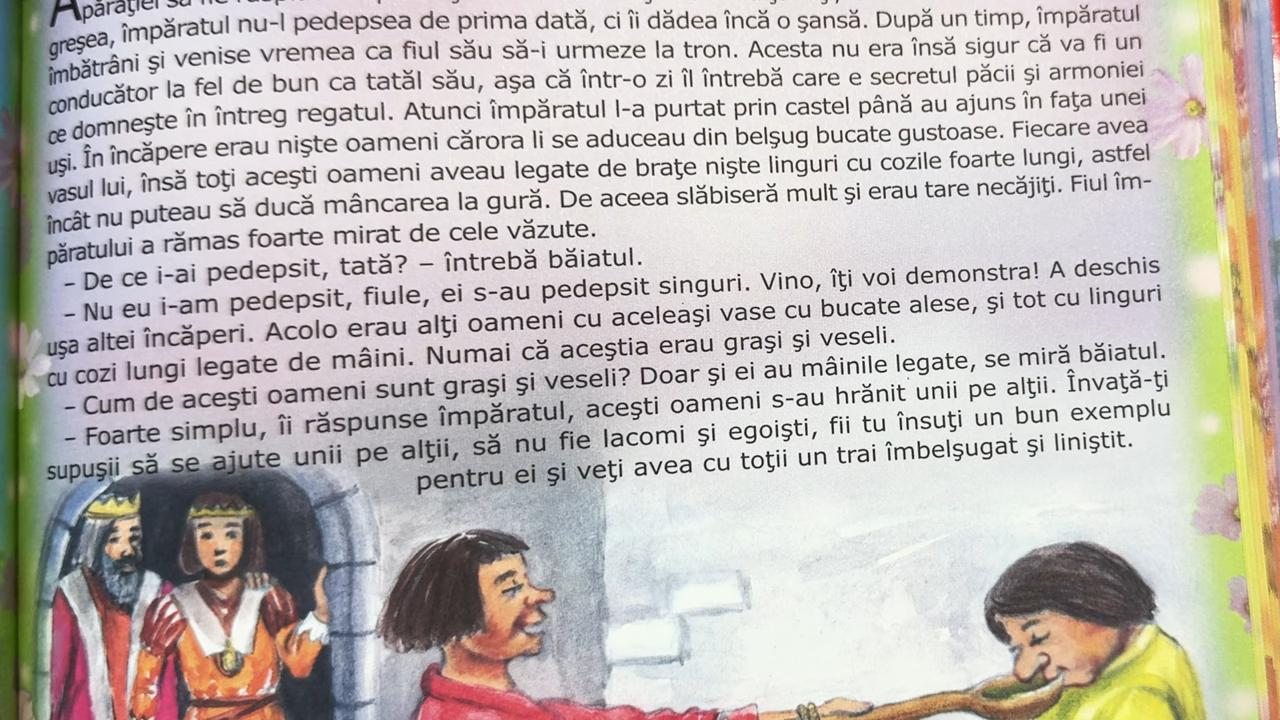 greşea, împăratul nu-l pedepsea de prima dată, ci îi dădea încă o şansă. După un timp, împăratul
îmbătrâni şi venise vremea ca fiul său să-i urmeze la tron. Acesta nu era însă sigur că va fi un
conducător la fel de bun ca tatăl său, aşa că într-o zi îl întrebă care e secretul păcii şi armoniei
ce domneşte în întreg regatul. Atunci împăratul l-a purtat prin castel până au ajuns în faţa unei
uşi. În încăpere erau nişte oameni cărora li se aduceau din belşug bucate gustoase. Fiecare avea
vasul lui, însă toţi aceşti oameni aveau legate de braţe nişte linguri cu cozile foarte lungi, astfel
încât nu puteau să ducă mâncarea la gură. De aceea slăbiseră mult şi erau tare necăjiţi. Fiul îm-
păratului a rămas foarte mirat de cele văzute.
– De ce i-ai pedepsit, tată? – întrebă băiatul.
– Nu eu i-am pedepsit, fiule, ei s-au pedepsit singuri. Vino, îţi voi demonstra! A deschis
uşa altei încăperi. Acolo erau alţi oameni cu aceleaşi vase cu bucate alese, şi tot cu linguri
cu cozi lungi legate de mâini. Numai că aceştia erau graşi şi veseli.
– Cum de aceşti oameni sunt graşi şi veseli? Doar şi ei au mâinile legate, se miră băiatul.
– Foarte simplu, îi răspunse împăratul, aceşti oameni s-au hrănit unii pe alţii. Învaţă-ţi
supuşii să se ajute unii pe alţii, să nu fie lacomi şi egoişti, fii tu însuţi un bun exemplu
pentru ei şi veţi avea cu toţii un trai îmbelşugat şi liniştit.